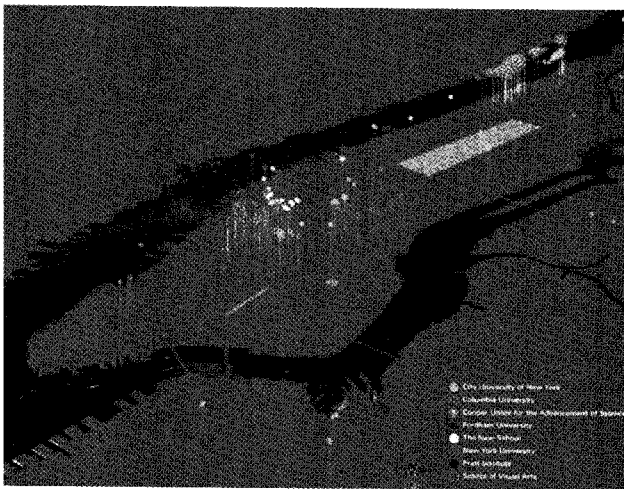 City University of New York
Columbia University
Cooper Union for the Advancement of Science
Fordham University
The New School
New York University
Pratt Institute
School of Visual Arts